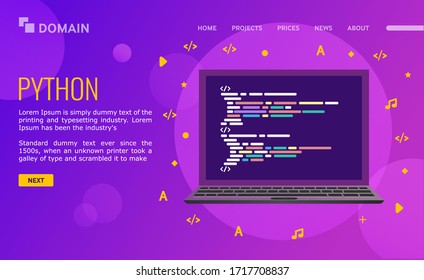 DOMAIN
HOME PROJECTS PRICES NEWS ABOUT
PYTHON
Lorem Ipsum is simply dummy text of the
printing and typesetting industry. Lorem
Ipsum has been the industry's
Standard dummy text ever since the
1500s, when an unknown printer took a
galley of type and scrambled it to make
NEXT
</> 
</>
</>
A
A
A
shutterstock.com · 1717708837